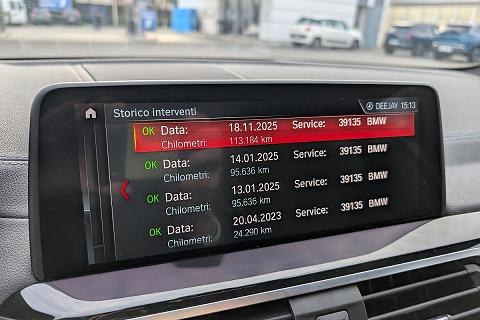 Storico interventi
DEEJAY 15:13
OK Data: 18.11.2025 Service: 39135 BMW
Chilometri: 113.184 km
OK Data: 14.01.2025 Service: 39135 BMW
Chilometri: 95.636 km
OK Data: 13.01.2025 Service: 39135 BMW
Chilometri: 95.636 km
OK Data: 20.04.2023 Service: 39135 BMW
Chilometri: 24.290 km